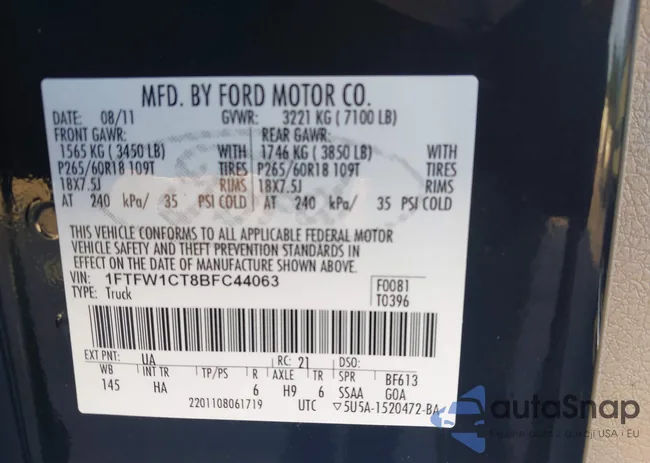 MFD. BY FORD MOTOR CO.
DATE: 08/11 GVWR: 3221 KG ( 7100 LB)
FRONT GAWR: REAR GAWR:
1565 KG ( 3450 LB) WITH 1746 KG ( 3850 LB) WITH
P265/60R18 109T TIRES P265/60R18 109T TIRES
18X7.5J RIMS 18X7.5J RIMS
AT 240 kPa/ 35 PSI COLD AT 240 kPa/ 35 PSI COLD
THIS VEHICLE CONFORMS TO ALL APPLICABLE FEDERAL MOTOR
VEHICLE SAFETY AND THEFT PREVENTION STANDARDS IN
EFFECT ON THE DATE OF MANUFACTURE SHOWN ABOVE.
VIN: 1FTFW1CT8BFC44063 F0081
TYPE: Truck T0396
EXT PNT: UA RC: 21 DSO:
WB INT TR TP/PS R AXLE TR SPR BF613
145 HA 6 H9 6 SSAA GOA
2201108061719 UTC ▽5U5A-1520472-BA
autoSnap